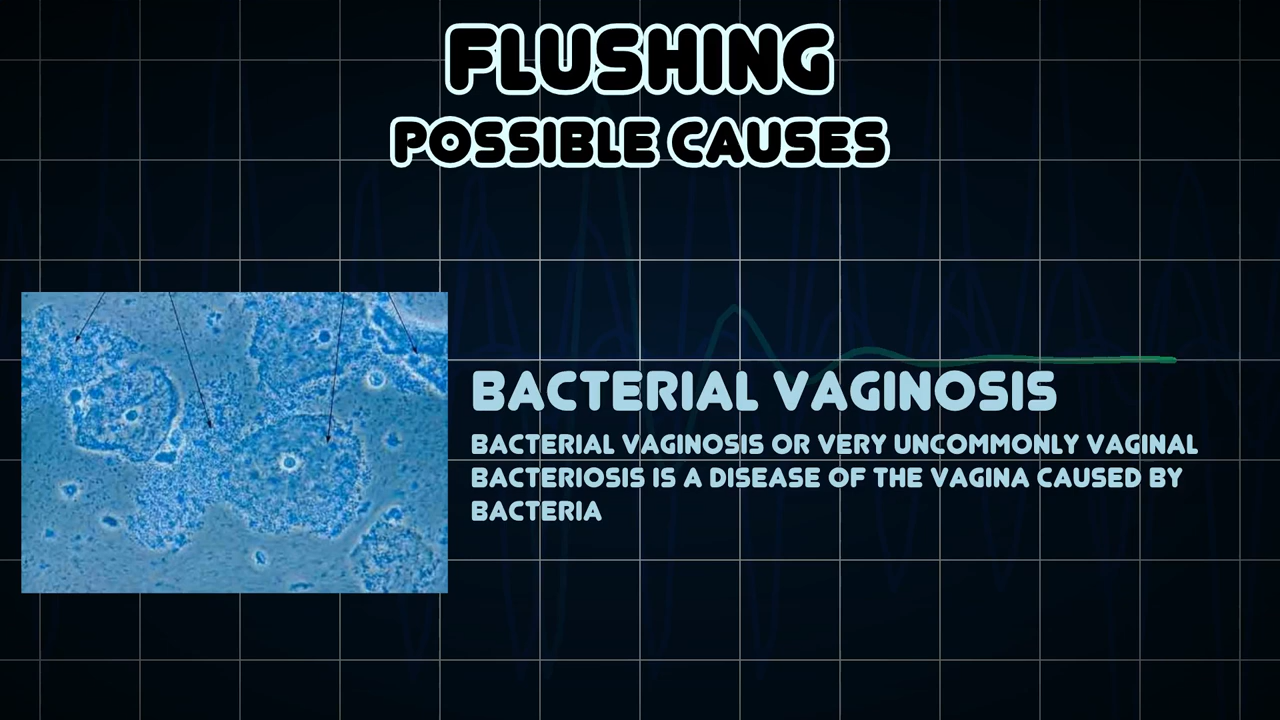 FLUSHING
POSSIBLE CAUSES
BACTERIAL VAGINOSIS
BACTERIAL VAGINOSIS OR VERY UNCOMMONLY VAGINAL
BACTERIOSIS IS A DISEASE OF THE VAGINA CAUSED BY
BACTERIA